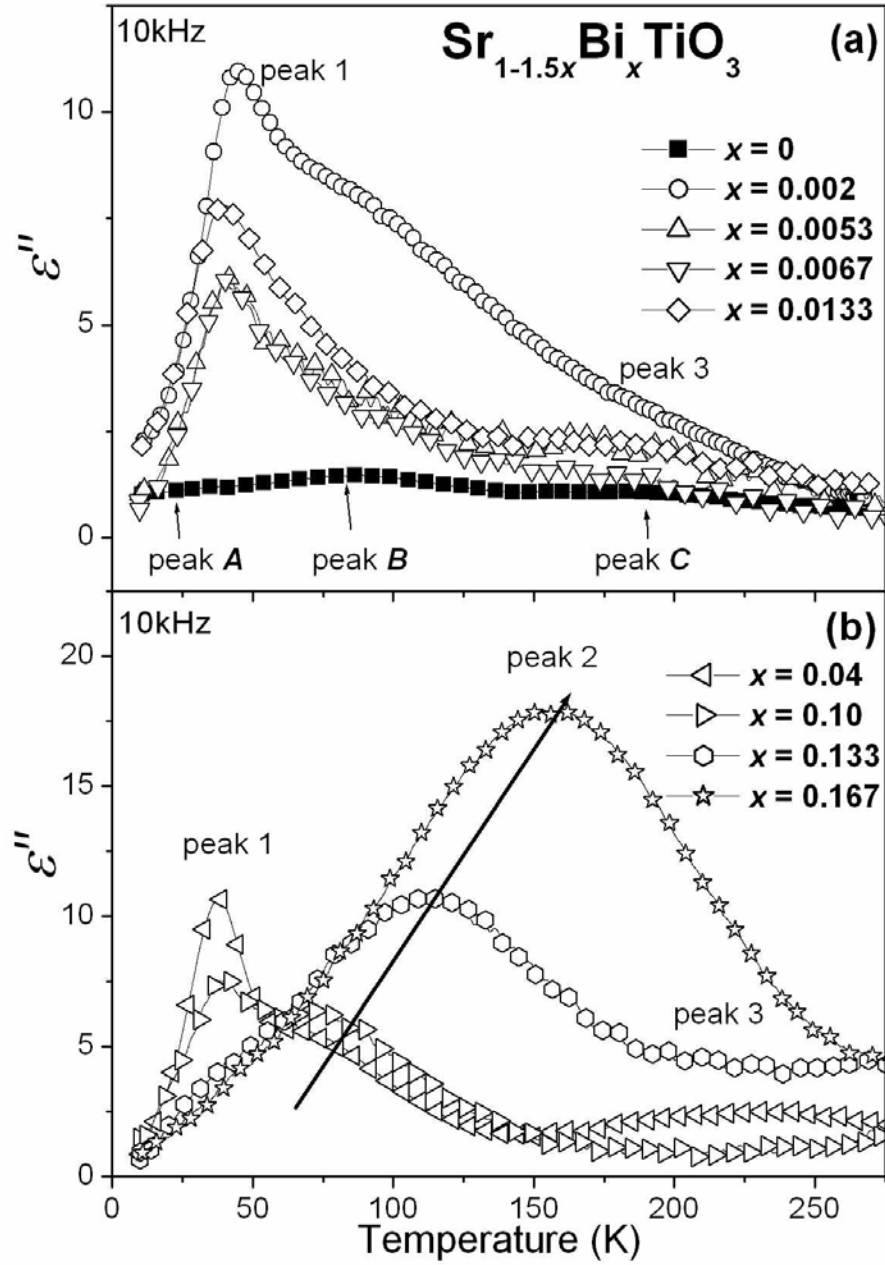 10kHz
Sr1-1.5xBixTiO3
(a)
peak 1
x = 0
x = 0.002
x = 0.0053
x = 0.0067
x = 0.0133
10
5
0
ε''
peak 3
peak A
peak B
peak C
10kHz
(b)
peak 2
x = 0.04
x = 0.10
x = 0.133
x = 0.167
20
15
10
5
0
ε''
peak 1
peak 3
0
50
100
150
200
250
Temperature (K)